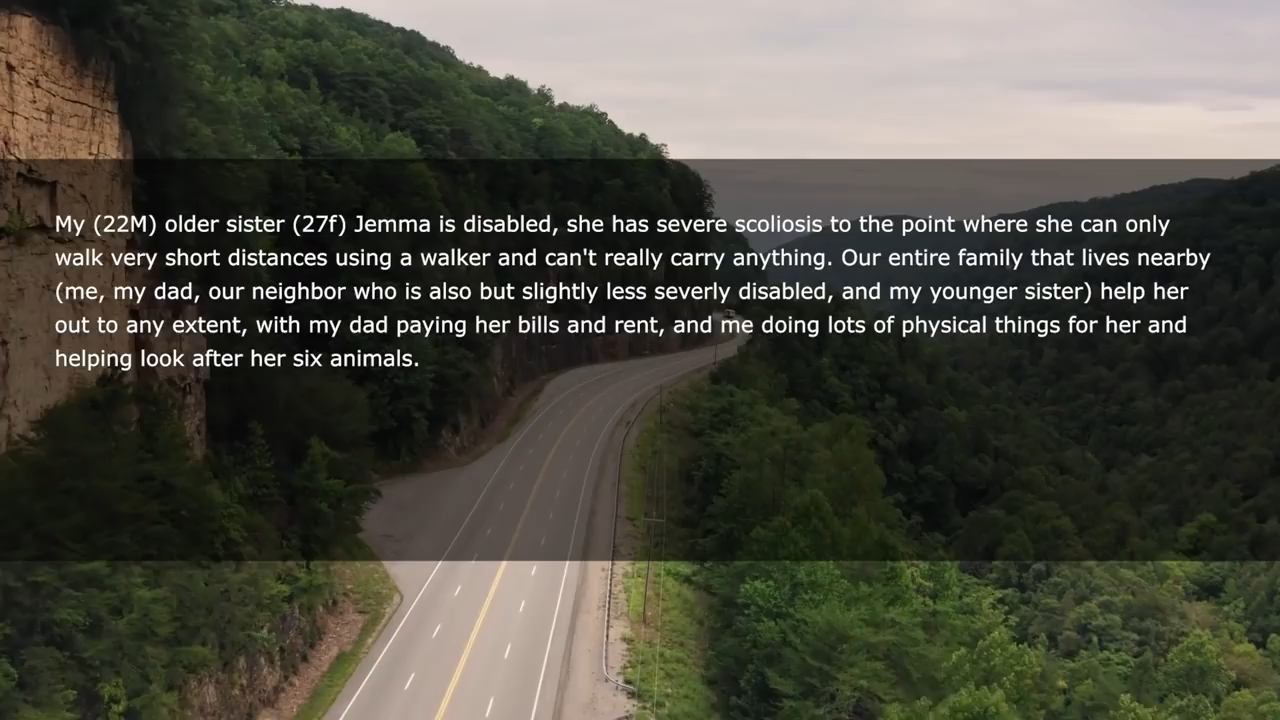 My (22M) older sister (27f) Jemma is disabled, she has severe scoliosis to the point where she can only
walk very short distances using a walker and can't really carry anything. Our entire family that lives nearby
(me, my dad, our neighbor who is also but slightly less severly disabled, and my younger sister) help her
out to any extent, with my dad paying her bills and rent, and me doing lots of physical things for her and
helping look after her six animals.